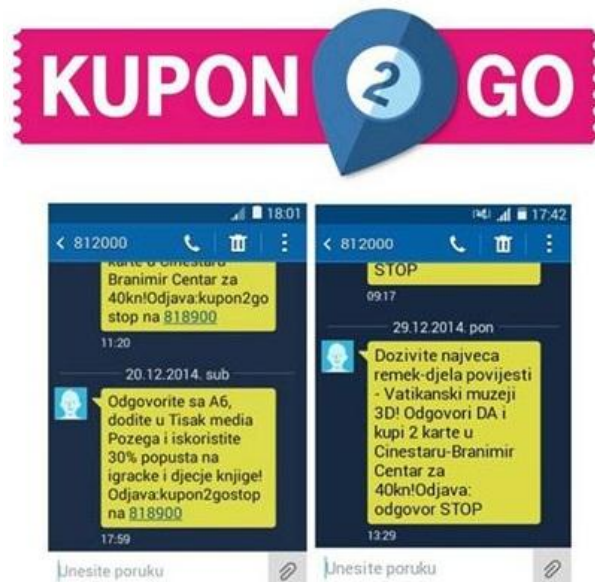 KUPON 2 GO
18:01
812000
karte u Cinestaru
Branimir Centar za
40kn!Odjava:kupon2go
stop na 818900
11:20
20.12.2014. sub
Odgovorite sa A6,
dodite u Tisak media
Pozega i iskoristite
30% popusta na
igracke i djecje knjige!
Odjava:kupon2gostop
na 818900
17:59
Unesite poruku
17:42
812000
STOP
09:17
29.12.2014. pon
Dozivite najveca
remek-djela povijesti
- Vatikanski muzeji
3D! Odgovori DA i
kupi 2 karte u
Cinestaru-Branimir
Centar za
40kn!Odjava:
odgovor STOP
13:29
Unesite poruku